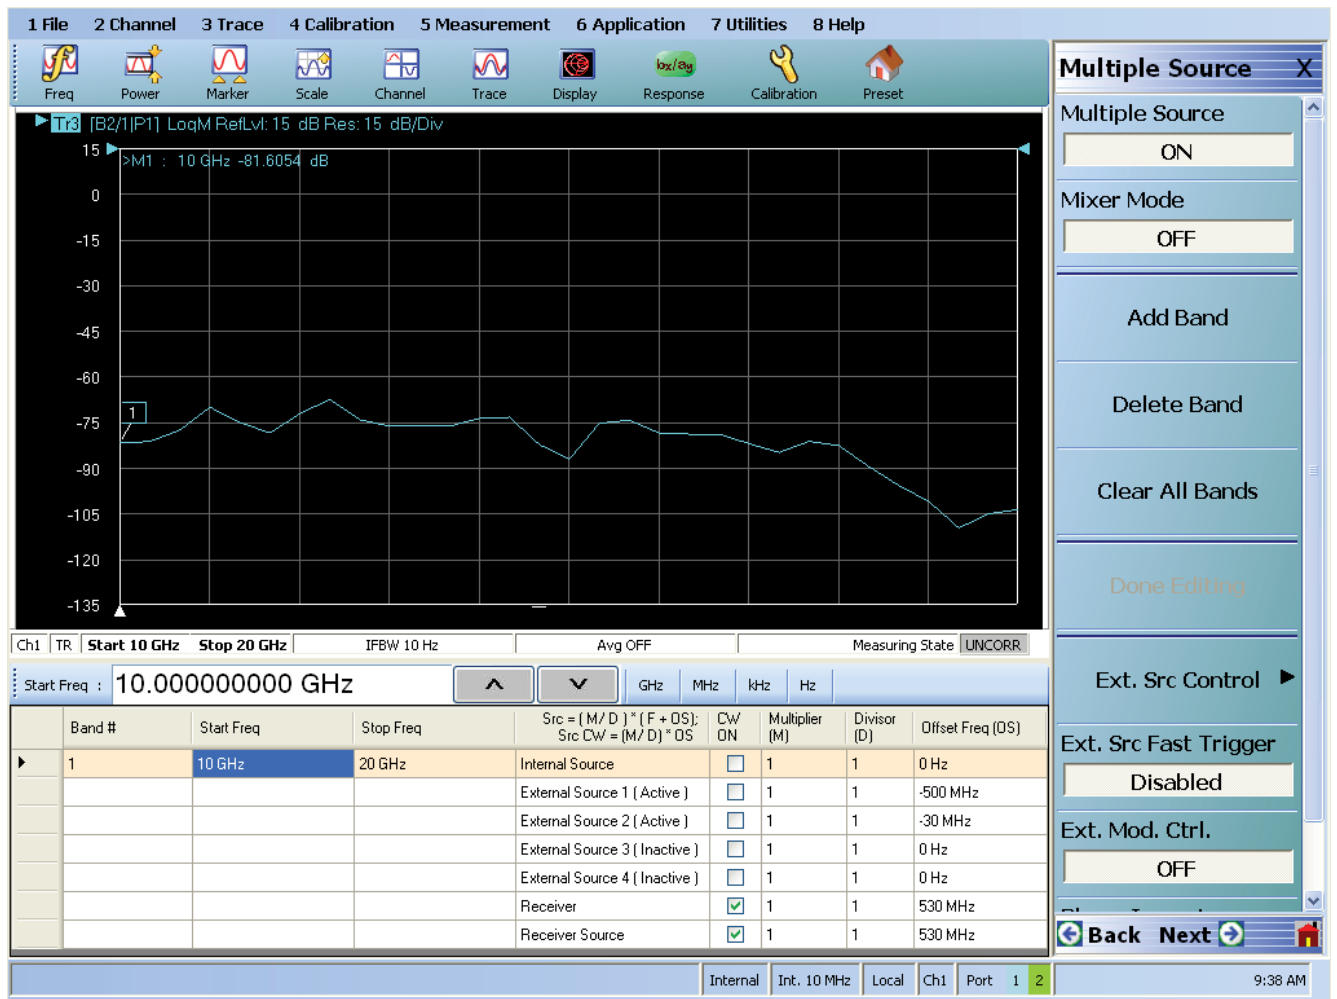 1 File 2 Channel 3 Trace 4 Calibration 5 Measurement 6 Application 7 Utilities 8 Help
Freq Power Marker Scale Channel Trace Display bx/ay Response Calibration Preset
Tr3 [B2/1|P1] LogM RefLvl: 15 dB Res: 15 dB/Div
>M1 : 10 GHz -81.6054 dB
15
0
-15
-30
-45
-60
1
-75
-90
-105
-120
-135
Ch1 TR Start 10 GHz Stop 20 GHz IFBW 10 Hz Avg OFF Measuring State UNCORR
Start Freq : 10.000000000 GHz GHz MHz kHz Hz
Band # Start Freq Stop Freq Src = ( M / D ) * ( F + OS); CW Multiplier Divisor Offset Freq (OS)
Src CW = (M/ D) * OS ON (M) (D)
1 10 GHz 20 GHz Internal Source 1 1 0 Hz
External Source 1 ( Active ) 1 1 -500 MHz
External Source 2 ( Active ) 1 1 -30 MHz
External Source 3 ( Inactive ) 1 1 0 Hz
External Source 4 ( Inactive ) 1 1 0 Hz
Receiver 1 1 530 MHz
Receiver Source 1 1 530 MHz
Multiple Source X
Multiple Source
ON
Mixer Mode
OFF
Add Band
Delete Band
Clear All Bands
Done Editing
Ext. Src Control
Ext. Src Fast Trigger
Disabled
Ext. Mod. Ctrl.
OFF
Back Next
Internal Int. 10 MHz Local Ch1 Port 1 2 9:38 AM